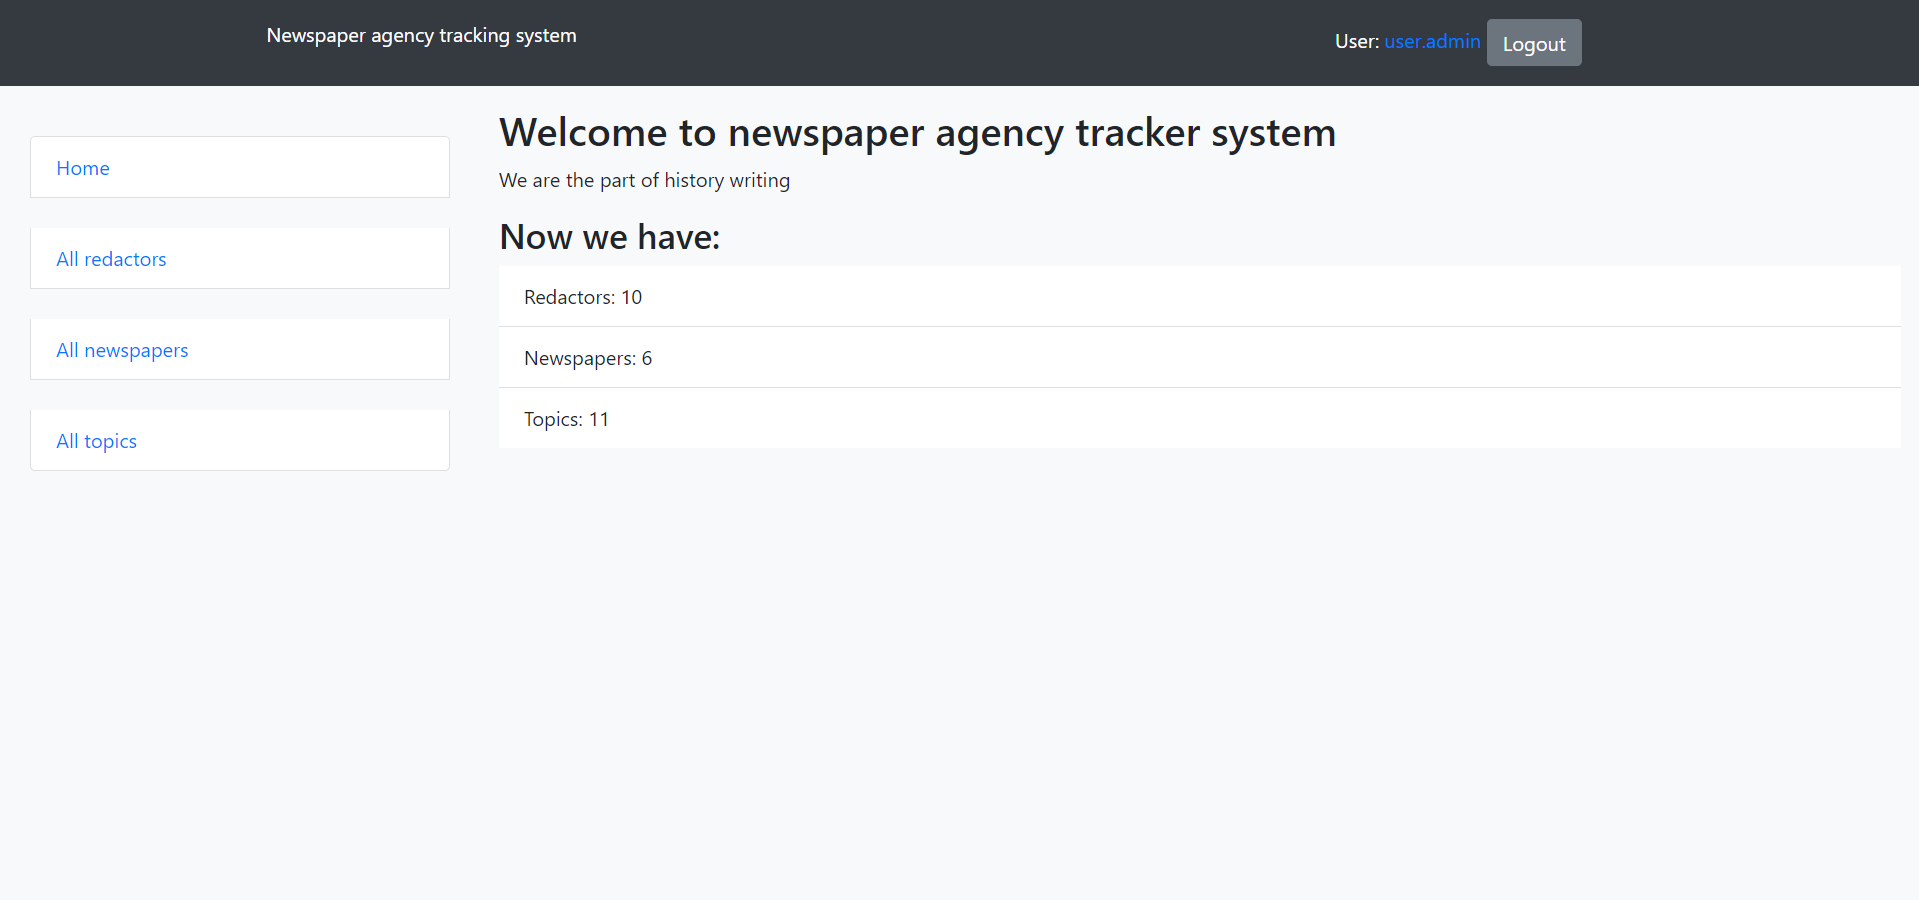 Newspaper agency tracking system
User: user.admin Logout
Home
All redactors
All newspapers
All topics
Welcome to newspaper agency tracker system
We are the part of history writing
Now we have:
Redactors: 10
Newspapers: 6
Topics: 11